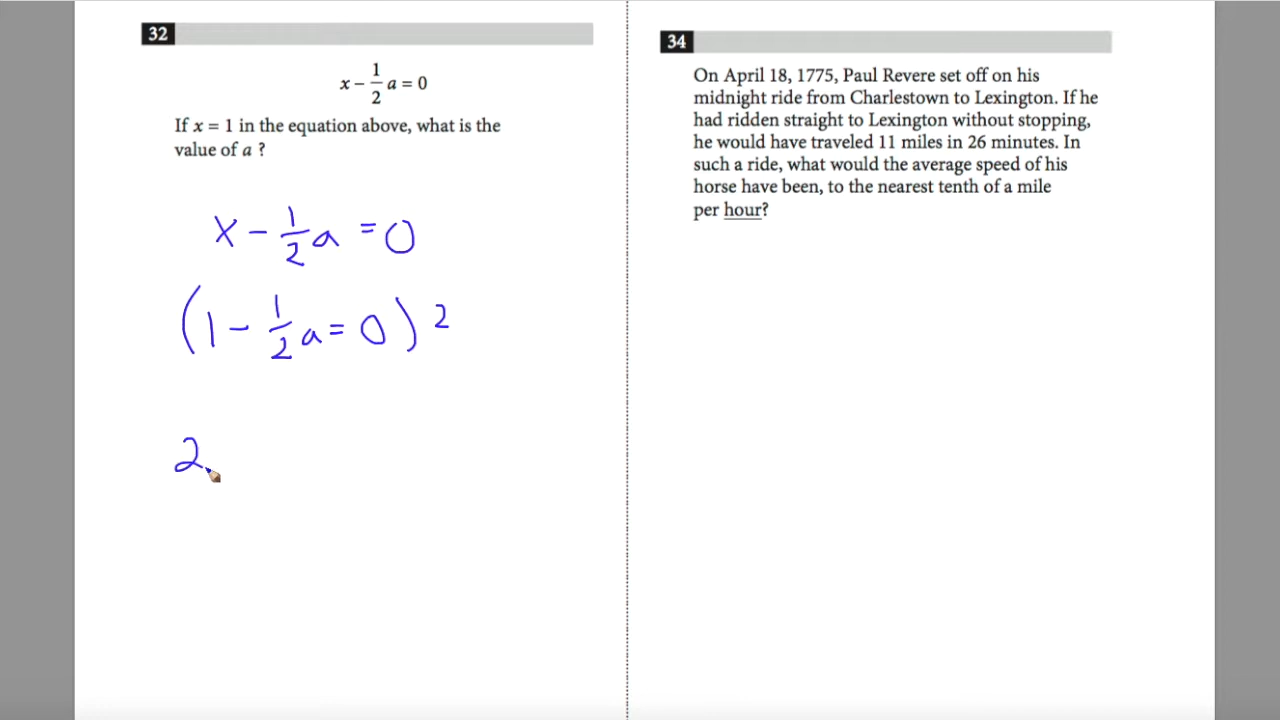 32
x - 1/2 a = 0
If x = 1 in the equation above, what is the
value of a ?
x - 1/2 a = 0
(1 - 1/2 a = 0) 2
2
34
On April 18, 1775, Paul Revere set off on his
midnight ride from Charlestown to Lexington. If he
had ridden straight to Lexington without stopping,
he would have traveled 11 miles in 26 minutes. In
such a ride, what would the average speed of his
horse have been, to the nearest tenth of a mile
per hour?